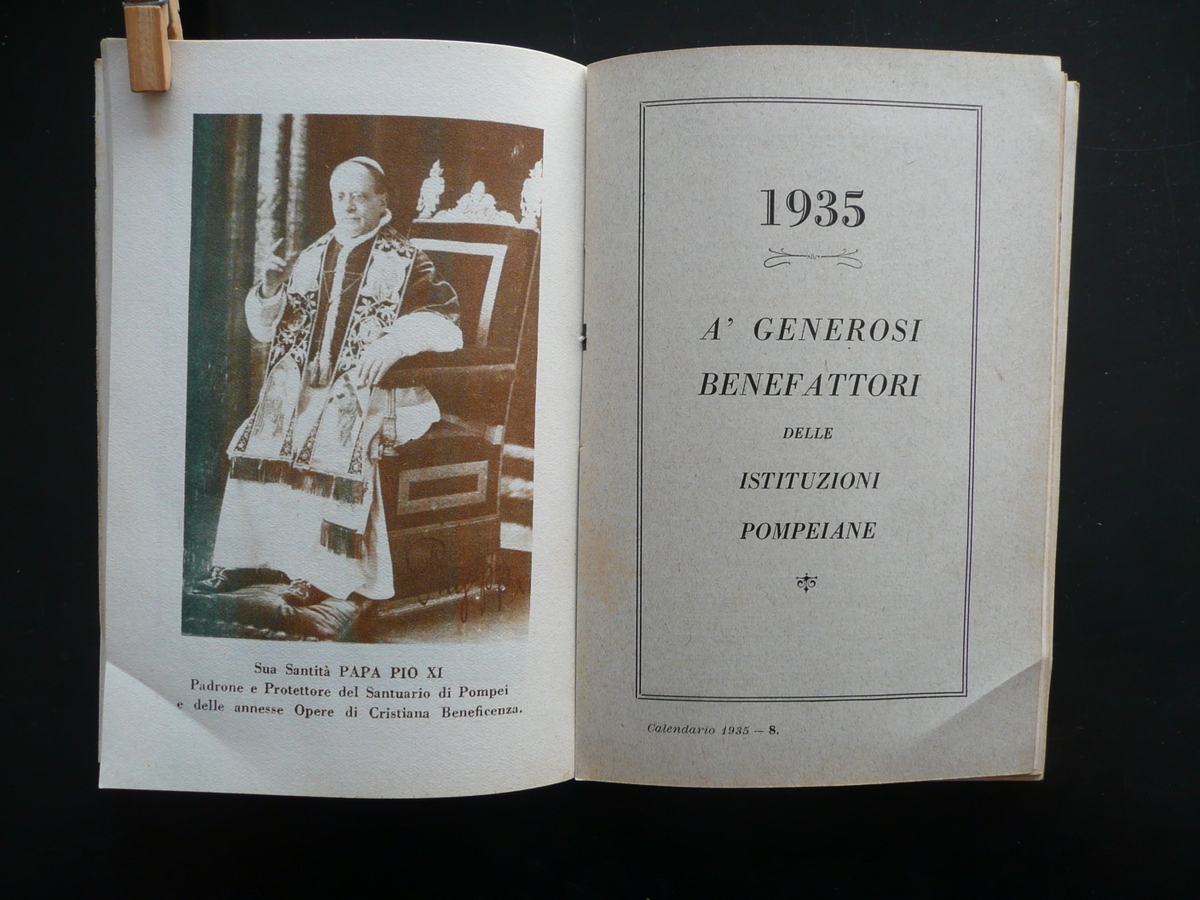 Sua Santità PAPA PIO XI
Padrone e Protettore del Santuario di Pompei
e delle annesse Opere di Cristiana Beneficenza.
1935
A' GENEROSI
BENEFATTORI
DELLE
ISTITUZIONI
POMPEIANE
Calendario 1935 — 8.